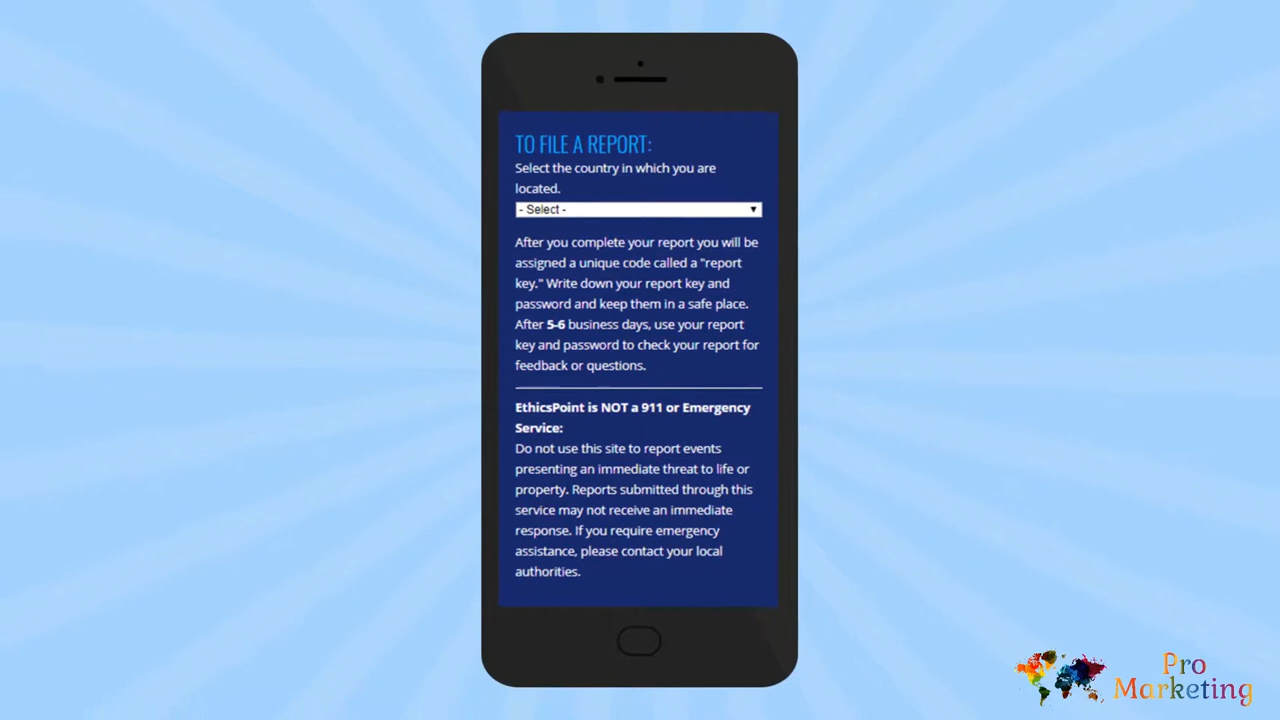 TO FILE A REPORT:
Select the country in which you are
located.
- Select -
After you complete your report you will be
assigned a unique code called a "report
key." Write down your report key and
password and keep them in a safe place.
After 5-6 business days, use your report
key and password to check your report for
feedback or questions.
EthicsPoint is NOT a 911 or Emergency
Service:
Do not use this site to report events
presenting an immediate threat to life or
property. Reports submitted through this
service may not receive an immediate
response. If you require emergency
assistance, please contact your local
authorities.
Pro
Marketing